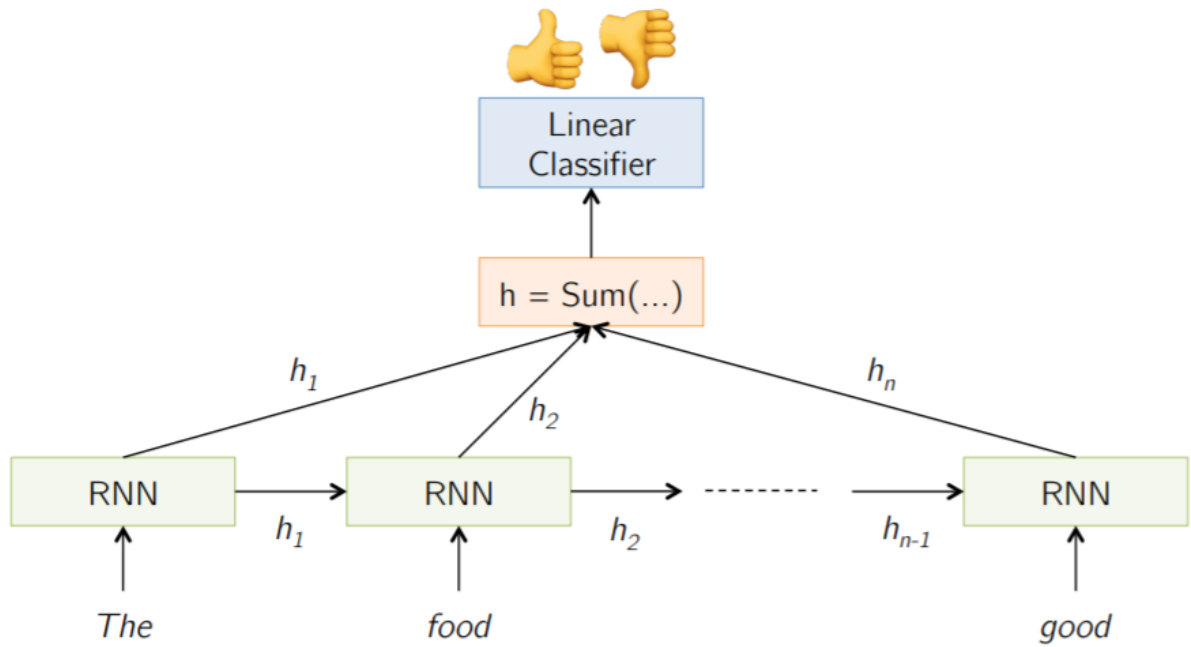 Linear
Classifier
h = Sum(...)
h₁
h₂
hₙ
RNN
RNN
RNN
h₁
h₂
hₙ₋₁
The
food
good